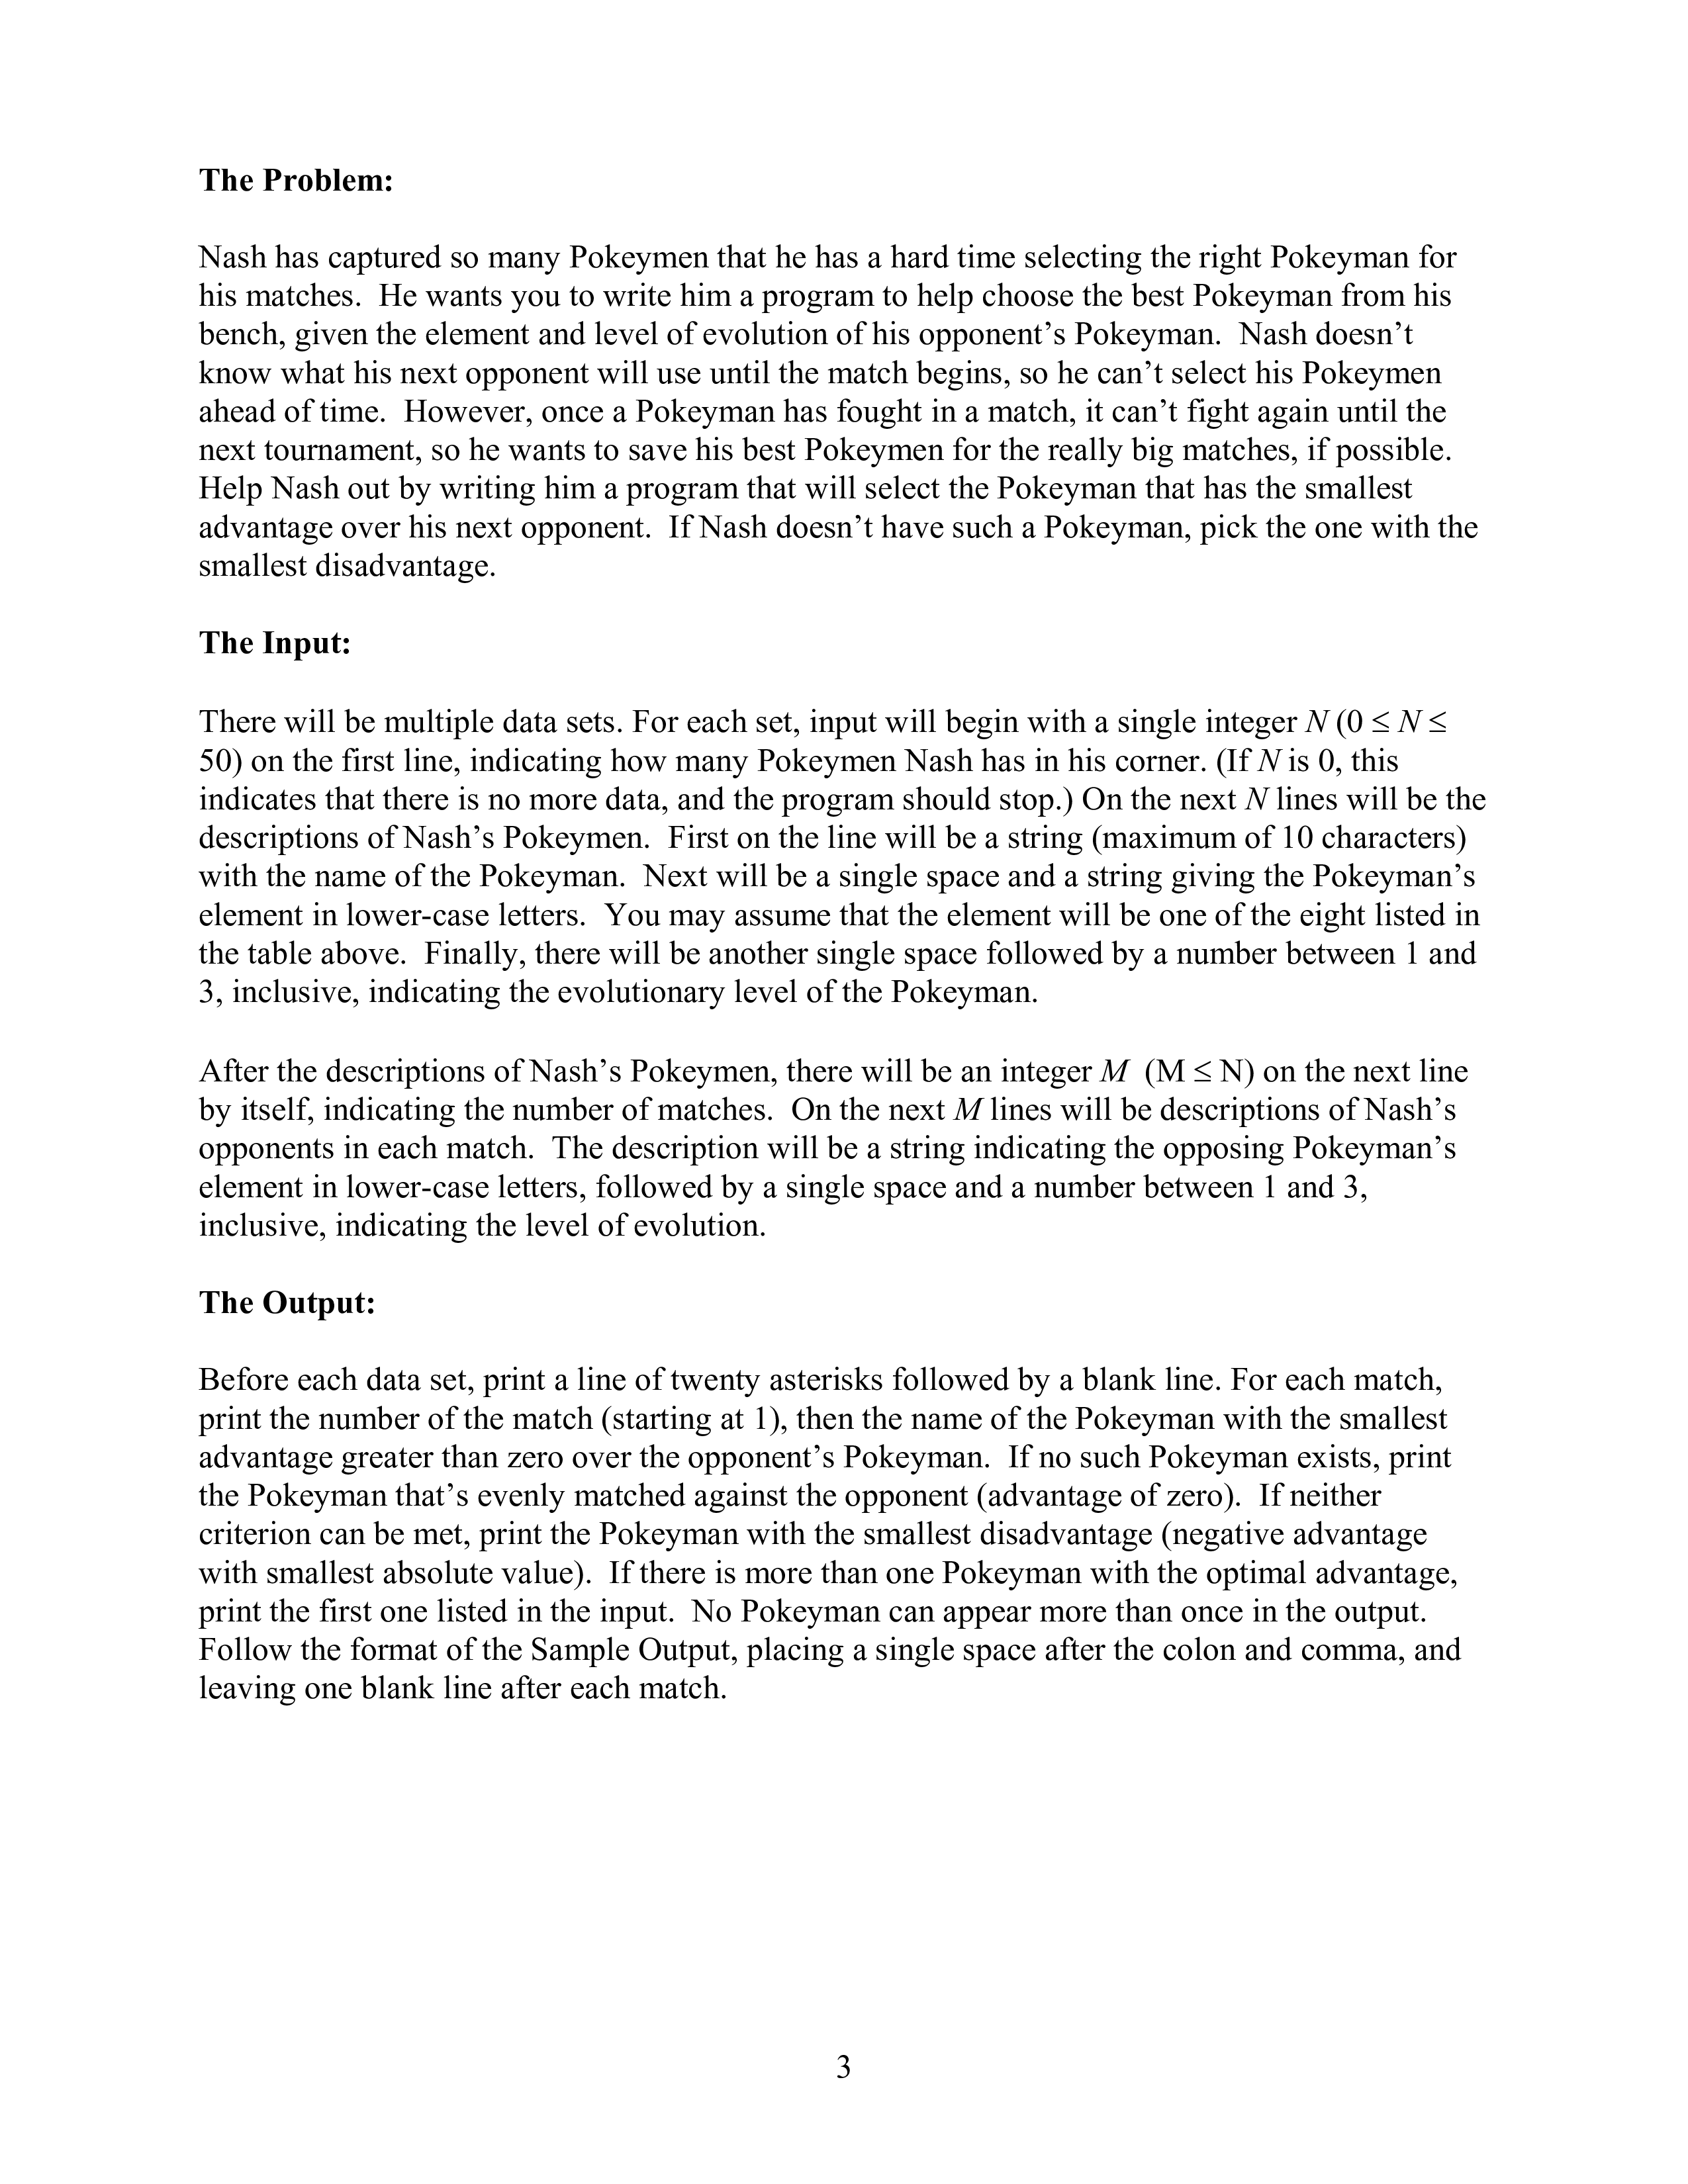 The Problem:
Nash has captured so many Pokeymen that he has a hard time selecting the right Pokeyman for
his matches.  He wants you to write him a program to help choose the best Pokeyman from his
bench, given the element and level of evolution of his opponent’s Pokeyman.  Nash doesn’t
know what his next opponent will use until the match begins, so he can’t select his Pokeymen
ahead of time.  However, once a Pokeyman has fought in a match, it can’t fight again until the
next tournament, so he wants to save his best Pokeymen for the really big matches, if possible.
Help Nash out by writing him a program that will select the Pokeyman that has the smallest
advantage over his next opponent.  If Nash doesn’t have such a Pokeyman, pick the one with the
smallest disadvantage.
The Input:
There will be multiple data sets. For each set, input will begin with a single integer N (0 ≤ N ≤
50) on the first line, indicating how many Pokeymen Nash has in his corner. (If N is 0, this
indicates that there is no more data, and the program should stop.) On the next N lines will be the
descriptions of Nash’s Pokeymen.  First on the line will be a string (maximum of 10 characters)
with the name of the Pokeyman.  Next will be a single space and a string giving the Pokeyman’s
element in lower-case letters.  You may assume that the element will be one of the eight listed in
the table above.  Finally, there will be another single space followed by a number between 1 and
3, inclusive, indicating the evolutionary level of the Pokeyman.
After the descriptions of Nash’s Pokeymen, there will be an integer M  (M ≤ N) on the next line
by itself, indicating the number of matches.  On the next M lines will be descriptions of Nash’s
opponents in each match.  The description will be a string indicating the opposing Pokeyman’s
element in lower-case letters, followed by a single space and a number between 1 and 3,
inclusive, indicating the level of evolution.
The Output:
Before each data set, print a line of twenty asterisks followed by a blank line. For each match,
print the number of the match (starting at 1), then the name of the Pokeyman with the smallest
advantage greater than zero over the opponent’s Pokeyman.  If no such Pokeyman exists, print
the Pokeyman that’s evenly matched against the opponent (advantage of zero).  If neither
criterion can be met, print the Pokeyman with the smallest disadvantage (negative advantage
with smallest absolute value).  If there is more than one Pokeyman with the optimal advantage,
print the first one listed in the input.  No Pokeyman can appear more than once in the output.
Follow the format of the Sample Output, placing a single space after the colon and comma, and
leaving one blank line after each match.
3